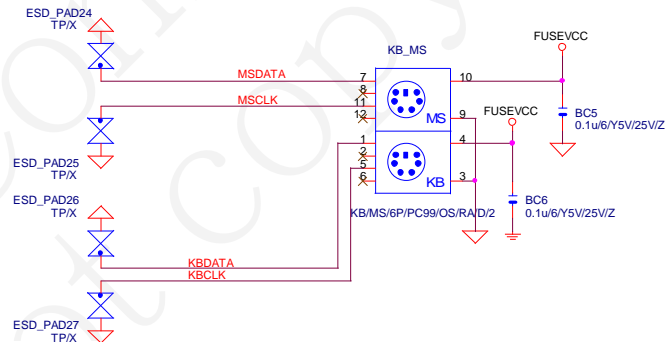 ESD_PAD24
TP/X
KB_MS
FUSEVCC
MSDATA
7
10
8
MSCLK
11
FUSEVCC
BC5
0.1u/6/Y5V/25V/Z
12
MS
9
1
4
ESD_PAD25
TP/X
2
5
KB
3
6
ESD_PAD26
TP/X
BC6
0.1u/6/Y5V/25V/Z
KB/MS/6P/PC99/OS/RA/D/2
KBDATA
KBCLK
ESD_PAD27
TP/X